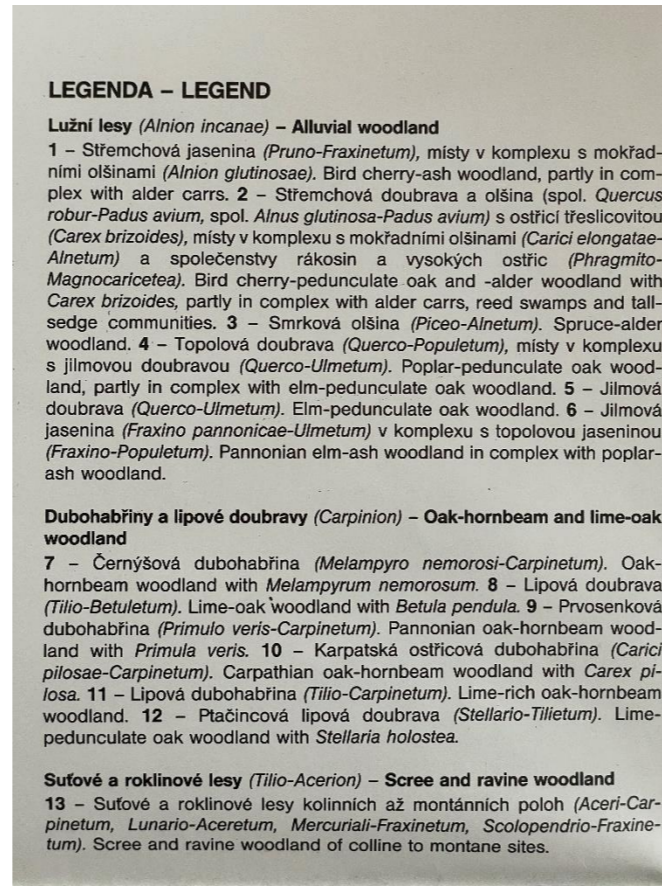 LEGENDA – LEGEND
Lužní lesy (Alnion incanae) – Alluvial woodland
1 – Střemchová jasenina (Pruno-Fraxinetum), místy v komplexu s mokřad-
ními olšinami (Alnion glutinosae). Bird cherry-ash woodland, partly in com-
plex with alder carrs. 2 – Střemchová doubrava a olšina (spol. Quercus
robur-Padus avium, spol. Alnus glutinosa-Padus avium) s ostřicí třeslicovitou
(Carex brizoides), místy v komplexu s mokřadními olšinami (Carici elongatae-
Alnetum) a společenstvy rákosin a vysokých ostřic (Phragmito-
Magnocaricetea). Bird cherry-pedunculate oak and -alder woodland with
Carex brizoides, partly in complex with alder carrs, reed swamps and tall-
sedge communities. 3 – Smrková olšina (Piceo-Alnetum). Spruce-alder
woodland. 4 – Topolová doubrava (Querco-Populetum), místy v komplexu
s jilmovou doubravou (Querco-Ulmetum). Poplar-pedunculate oak wood-
land, partly in complex with elm-pedunculate oak woodland. 5 – Jilmová
doubrava (Querco-Ulmetum). Elm-pedunculate oak woodland. 6 – Jilmová
jasenina (Fraxino pannonicae-Ulmetum) v komplexu s topolovou jaseninou
(Fraxino-Populetum). Pannonian elm-ash woodland in complex with poplar-
ash woodland.
Dubohabřiny a lipové doubravy (Carpinion) – Oak-hornbeam and lime-oak
woodland
7 – Černýšová dubohabřina (Melampyro nemorosi-Carpinetum). Oak-
hornbeam woodland with Melampyrum nemorosum. 8 – Lipová doubrava
(Tilio-Betuletum). Lime-oak woodland with Betula pendula. 9 – Prvosenková
dubohabřina (Primulo veris-Carpinetum). Pannonian oak-hornbeam wood-
land with Primula veris. 10 – Karpatská ostřicová dubohabřina (Carici
pilosae-Carpinetum). Carpathian oak-hornbeam woodland with Carex pi-
losa. 11 – Lipová dubohabřina (Tilio-Carpinetum). Lime-rich oak-hornbeam
woodland. 12 – Ptačincová lipová doubrava (Stellario-Tilietum). Lime-
pedunculate oak woodland with Stellaria holostea.
Suťové a roklinové lesy (Tilio-Acerion) – Scree and ravine woodland
13 – Suťové a roklinové lesy kolinních až montánních poloh (Aceri-Car-
pinetum, Lunario-Aceretum, Mercuriali-Fraxinetum, Scolopendrio-Fraxine-
tum). Scree and ravine woodland of colline to montane sites.